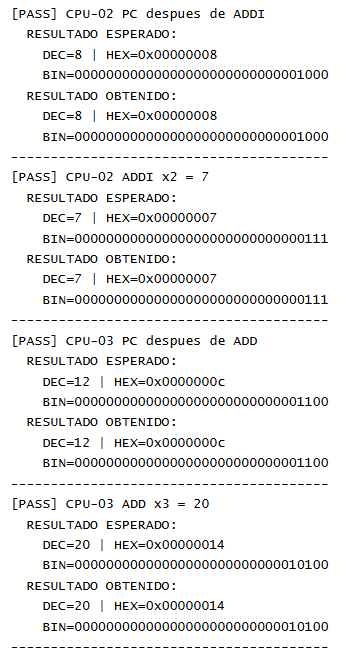 [PASS] CPU-02 PC despues de ADDI
RESULTADO ESPERADO:
DEC=8 | HEX=0x00000008
BIN=00000000000000000000000000001000
RESULTADO OBTENIDO:
DEC=8 | HEX=0x00000008
BIN=00000000000000000000000000001000
----------------------------------------
[PASS] CPU-02 ADDI x2 = 7
RESULTADO ESPERADO:
DEC=7 | HEX=0x00000007
BIN=00000000000000000000000000000111
RESULTADO OBTENIDO:
DEC=7 | HEX=0x00000007
BIN=00000000000000000000000000000111
----------------------------------------
[PASS] CPU-03 PC despues de ADD
RESULTADO ESPERADO:
DEC=12 | HEX=0x0000000c
BIN=00000000000000000000000000001100
RESULTADO OBTENIDO:
DEC=12 | HEX=0x0000000c
BIN=00000000000000000000000000001100
----------------------------------------
[PASS] CPU-03 ADD x3 = 20
RESULTADO ESPERADO:
DEC=20 | HEX=0x00000014
BIN=00000000000000000000000000010100
RESULTADO OBTENIDO:
DEC=20 | HEX=0x00000014
BIN=00000000000000000000000000010100
----------------------------------------